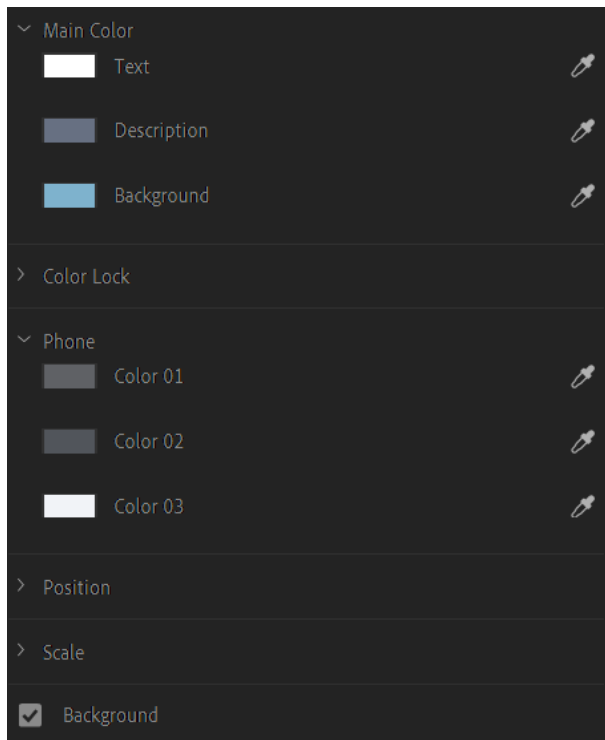 Main Color
Text
Description
Background
Color Lock
Phone
Color 01
Color 02
Color 03
Position
Scale
Background